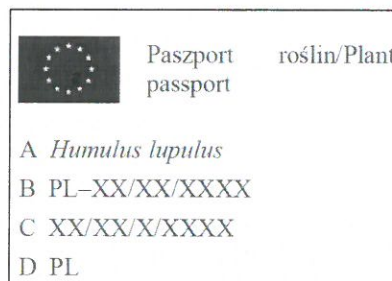 Paszport roślin/Plant
passport
A Humulus lupulus
B PL–XX/XX/XXXX
C XX/XX/X/XXXX
D PL